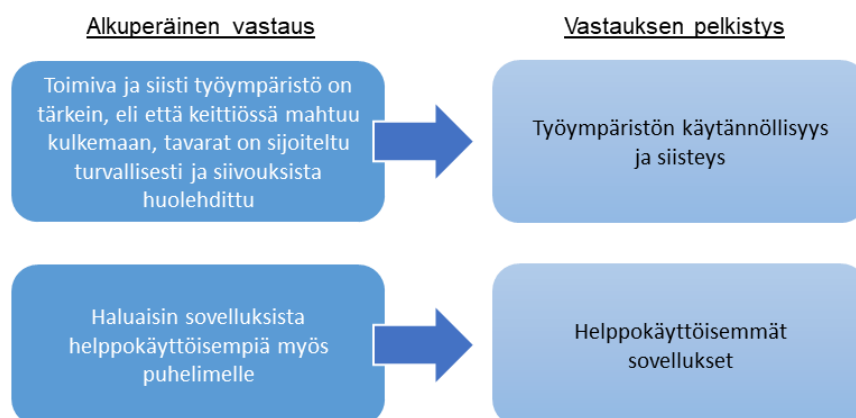 Alkuperäinen vastaus
Vastauksen pelkistys
Toimiva ja siisti työympäristö on
tärkein, eli että keittiössä mahtuu
kulkemaan, tavarat on sijoiteltu
turvallisesti ja siivouksista
huolehdittu
Työympäristön käytännöllisyys
ja siisteys
Haluaisin sovelluksista
helppokäyttöisempiä myös
puhelimelle
Helppokäyttöisemmät
sovellukset